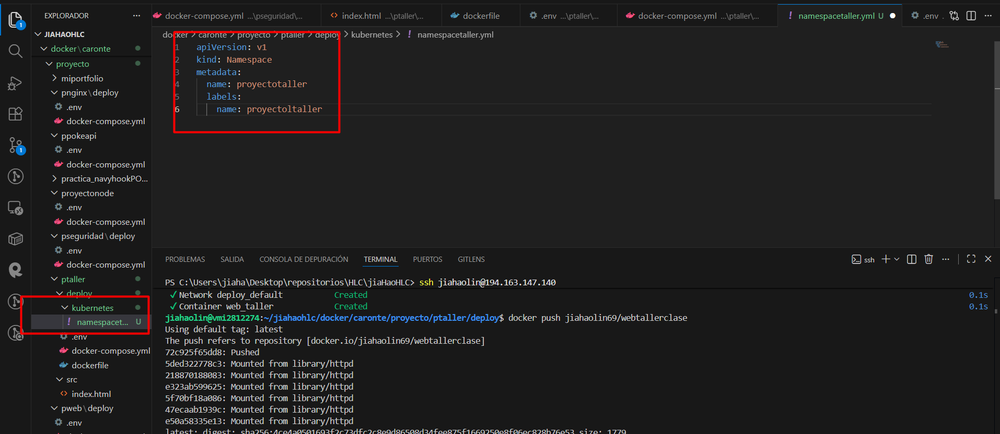 EXPLORADOR ...
JIAHAOHLC
docker\caronte
proyecto
miportfolio
pnginx\deploy
.env
docker-compose.yml
ppokeapi
.env
docker-compose.yml
practica_navyhookPO...
proyectonode
.env
docker-compose.yml
pseguridad\deploy
.env
docker-compose.yml
ptaller
deploy
kubernetes
! namespacet... U
.env
docker-compose.yml
dockerfile
src
index.html
pweb\deploy
.env
1
1
docker-compose.yml ...\pseguridad\... index.html ...\ptaller\... dockerfile .env ...\ptaller\... docker-compose.yml ...\ptaller\... ! namespacetaller.yml U .env . ...
docker > caronte > proyecto > ptaller > deploy > kubernetes > ! namespacetaller.yml
1 apiVersion: v1
2 kind: Namespace
3 metadata:
4 name: proyectotaller
5 labels:
6 name: proyectoltaller
PROBLEMAS SALIDA CONSOLA DE DEPURACIÓN TERMINAL PUERTOS GITLENS ssh ...
PS C:\Users\jiaha\Desktop\repositorios\HLC\jiaHaoHLC> ssh jiahaolin@194.163.147.140
✓ Network deploy_default Created 0.1s
✓ Container web_taller Created 0.1s
jiahaolin@vmi2812274:~/jiahaohlc/docker/caronte/proyecto/ptaller/deploy$ docker push jiahaolin69/webtallerclase
Using default tag: latest
The push refers to repository [docker.io/jiahaolin69/webtallerclase]
72c925f65dd8: Pushed
5ded322778c3: Mounted from library/httpd
218870188083: Mounted from library/httpd
e323ab599625: Mounted from library/httpd
5f70bf18a086: Mounted from library/httpd
47ecaab1939c: Mounted from library/httpd
e50a58335e13: Mounted from library/httpd
latest: digest: sha256:4ce4a0501693f2c73dfc2c8e9d86508d34fee875f1669250e8f06ec828b76e53 size: 1779